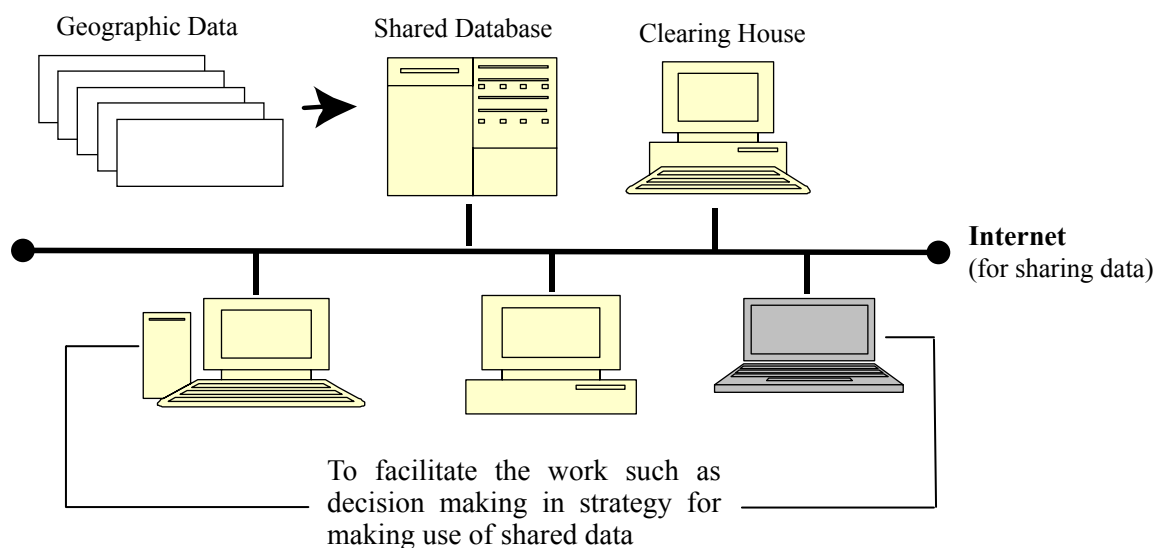 Geographic Data
Shared Database
Clearing House
Internet
(for sharing data)
To facilitate the work such as
decision making in strategy for
making use of shared data